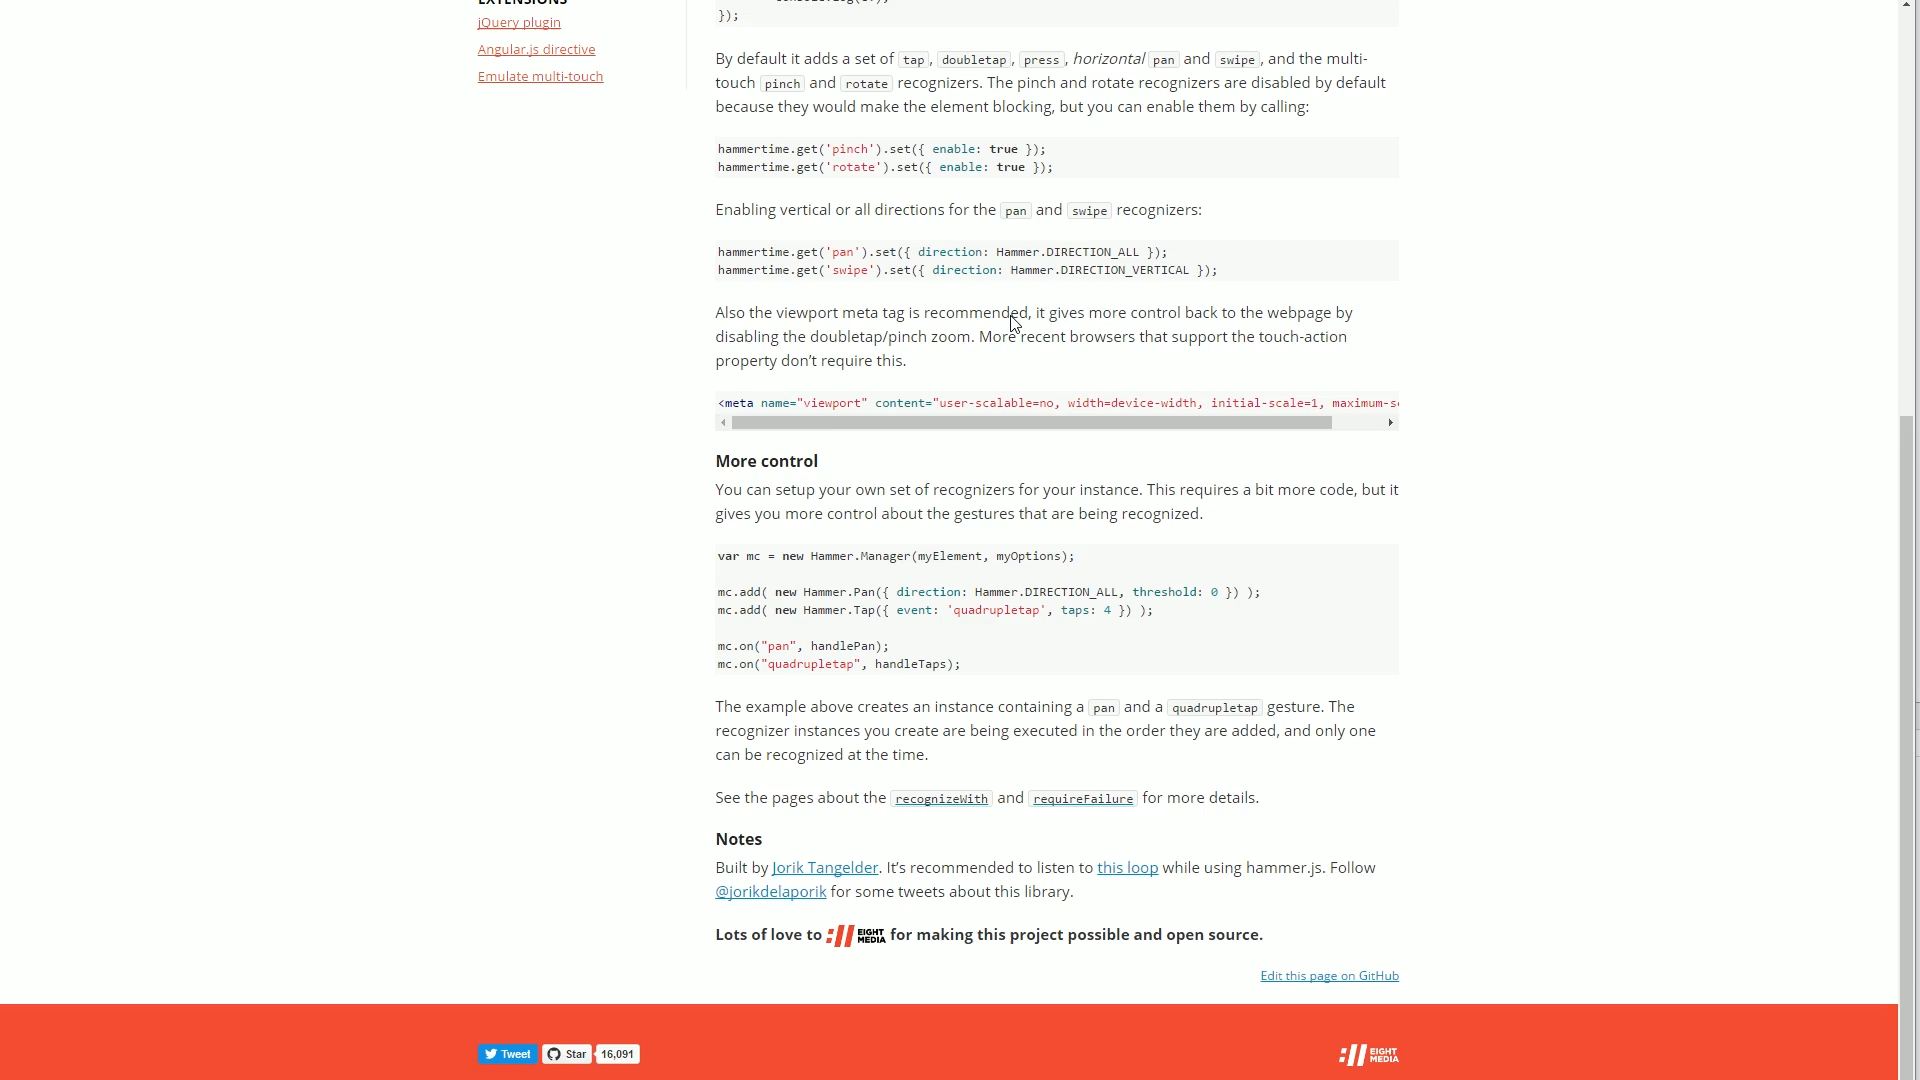 EXTENSIONS
jQuery plugin
Angular.js directive
Emulate multi-touch
});
By default it adds a set of tap, doubletap, press, horizontal pan and swipe, and the multi-
touch pinch and rotate recognizers. The pinch and rotate recognizers are disabled by default
because they would make the element blocking, but you can enable them by calling:
hammertime.get('pinch').set({ enable: true });
hammertime.get('rotate').set({ enable: true });
Enabling vertical or all directions for the pan and swipe recognizers:
hammertime.get('pan').set({ direction: Hammer.DIRECTION_ALL });
hammertime.get('swipe').set({ direction: Hammer.DIRECTION_VERTICAL });
Also the viewport meta tag is recommended, it gives more control back to the webpage by
disabling the doubletap/pinch zoom. More recent browsers that support the touch-action
property don’t require this.
<meta name="viewport" content="user-scalable=no, width=device-width, initial-scale=1, maximum-s
More control
You can setup your own set of recognizers for your instance. This requires a bit more code, but it
gives you more control about the gestures that are being recognized.
var mc = new Hammer.Manager(myElement, myOptions);
mc.add( new Hammer.Pan({ direction: Hammer.DIRECTION_ALL, threshold: 0 }) );
mc.add( new Hammer.Tap({ event: 'quadrupletap', taps: 4 }) );
mc.on("pan", handlePan);
mc.on("quadrupletap", handleTaps);
The example above creates an instance containing a pan and a quadrupletap gesture. The
recognizer instances you create are being executed in the order they are added, and only one
can be recognized at the time.
See the pages about the recognizeWith and requireFailure for more details.
Notes
Built by Jorik Tangelder. It’s recommended to listen to this loop while using hammer.js. Follow
@jorikdelaporik for some tweets about this library.
Lots of love to EIGHT MEDIA for making this project possible and open source.
Edit this page on GitHub
Tweet Star 16,091
EIGHT
MEDIA